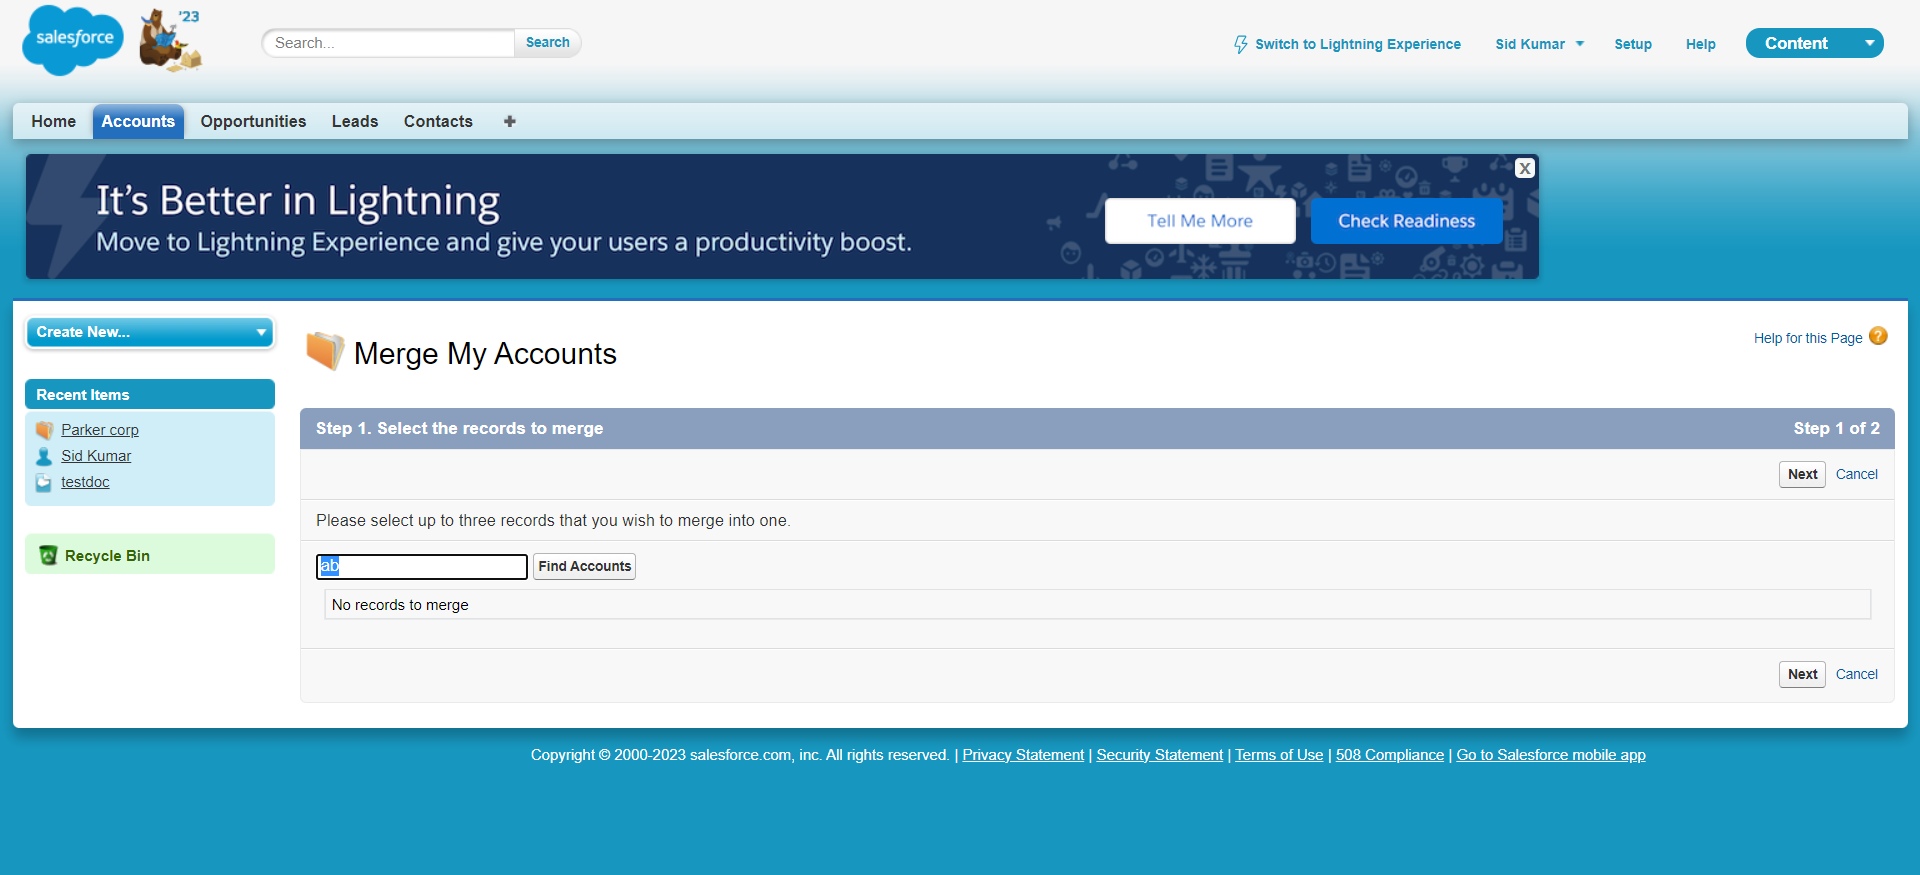 salesforce
'23
Search...
Search
Switch to Lightning Experience
Sid Kumar
Setup
Help
Content
Home
Accounts
Opportunities
Leads
Contacts
+
It's Better in Lightning
Move to Lightning Experience and give your users a productivity boost.
Tell Me More
Check Readiness
X
Create New...
Recent Items
Parker corp
Sid Kumar
testdoc
Recycle Bin
Merge My Accounts
Help for this Page ?
Step 1. Select the records to merge
Step 1 of 2
Next Cancel
Please select up to three records that you wish to merge into one.
ab
Find Accounts
No records to merge
Next Cancel
Copyright © 2000-2023 salesforce.com, inc. All rights reserved. | Privacy Statement | Security Statement | Terms of Use | 508 Compliance | Go to Salesforce mobile app